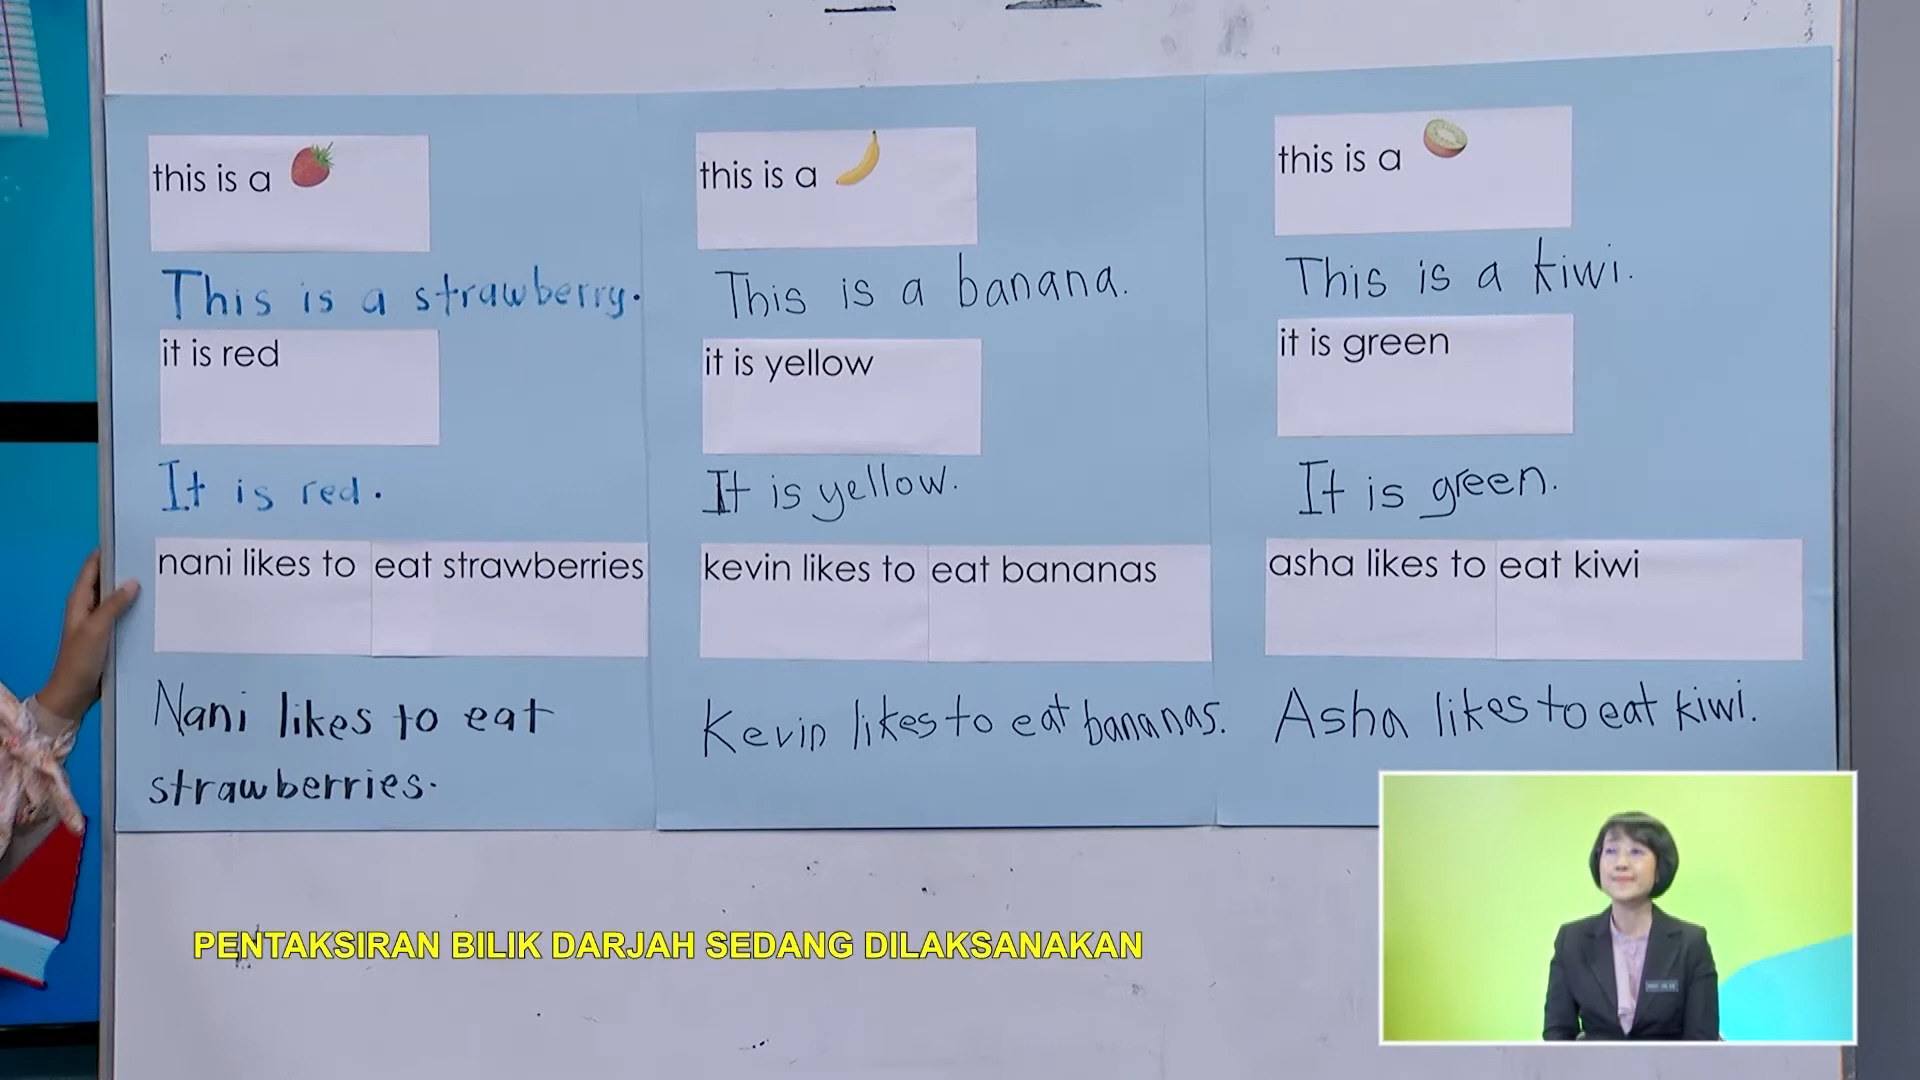 this is a
This is a strawberry.
it is red
It is red.
nani likes to eat strawberries
Nani likes to eat
strawberries.
this is a
This is a banana.
it is yellow
It is yellow.
kevin likes to eat bananas
Kevin likes to eat bananas.
this is a
This is a kiwi.
it is green
It is green.
asha likes to eat kiwi
Asha likes to eat kiwi.
PENTAKSIRAN BILIK DARJAH SEDANG DILAKSANAKAN